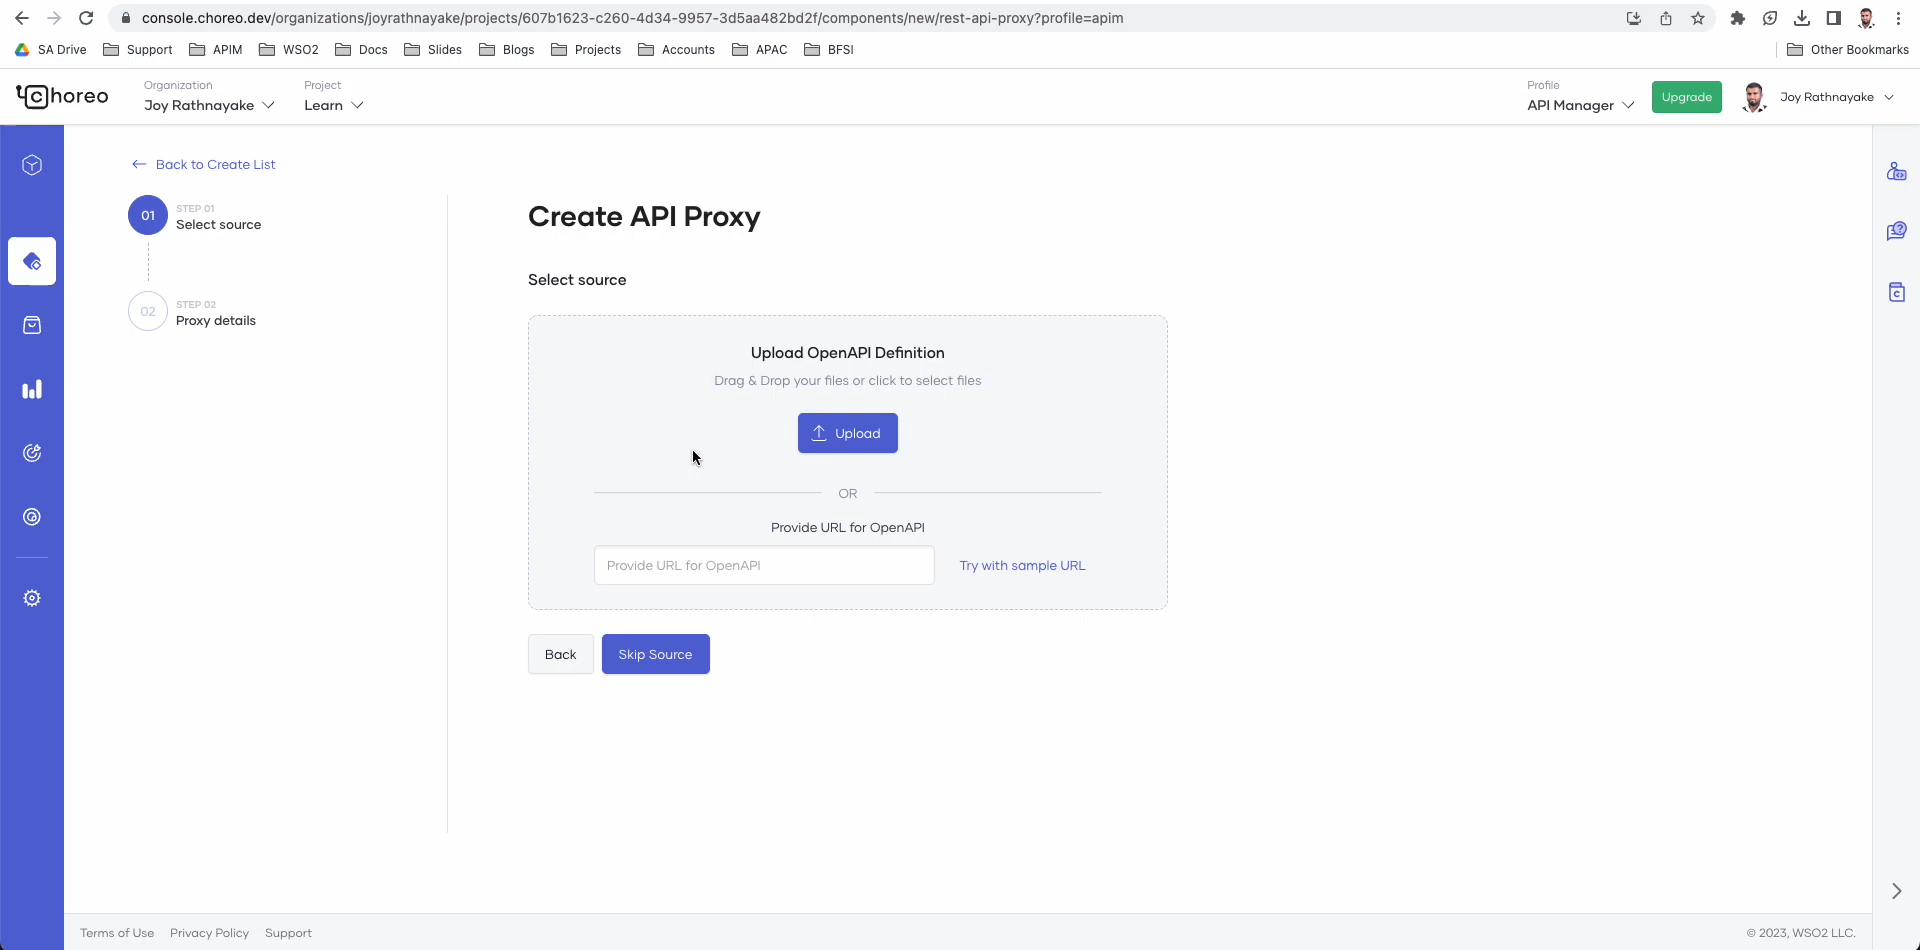 console.choreo.dev/organizations/joyrathnayake/projects/607b1623-c260-4d34-9957-3d5aa482bd2f/components/new/rest-api-proxy?profile=apim
SA Drive Support APIM WSO2 Docs Slides Blogs Projects Accounts APAC BFSI Other Bookmarks
choreo
Organization
Joy Rathnayake
Project
Learn
Profile
API Manager
Upgrade
Joy Rathnayake
Back to Create List
01
STEP 01
Select source
02
STEP 02
Proxy details
Create API Proxy
Select source
Upload OpenAPI Definition
Drag & Drop your files or click to select files
Upload
OR
Provide URL for OpenAPI
Provide URL for OpenAPI
Try with sample URL
Back
Skip Source
Terms of Use Privacy Policy Support
© 2023, WSO2 LLC.